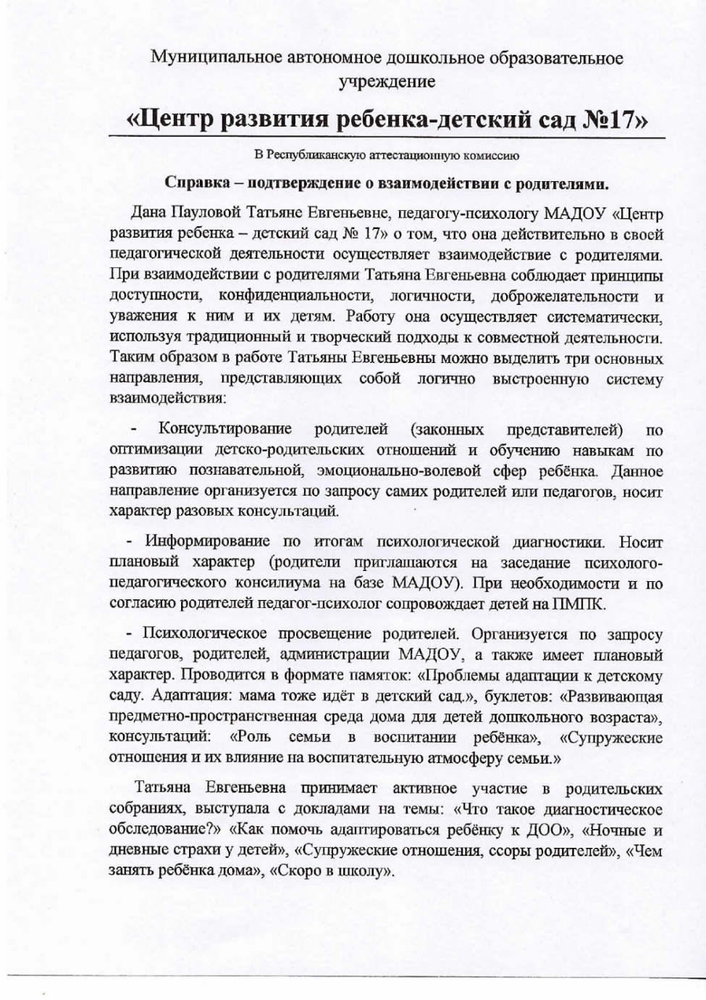 Муниципальное автономное дошкольное образовательное
учреждение
«Центр развития ребенка-детский сад №17»
В Республиканскую аттестационную комиссию
Справка – подтверждение о взаимодействии с родителями.
Дана Пауловой Татьяне Евгеньевне, педагогу-психологу МАДОУ «Центр
развития ребенка – детский сад № 17» о том, что она действительно в своей
педагогической деятельности осуществляет взаимодействие с родителями.
При взаимодействии с родителями Татьяна Евгеньевна соблюдает принципы
доступности, конфиденциальности, логичности, доброжелательности и
уважения к ним и их детям. Работу она осуществляет систематически,
используя традиционный и творческий подходы к совместной деятельности.
Таким образом в работе Татьяны Евгеньевны можно выделить три основных
направления, представляющих собой логично выстроенную систему
взаимодействия:
- Консультирование родителей (законных представителей) по
оптимизации детско-родительских отношений и обучению навыкам по
развитию познавательной, эмоционально-волевой сфер ребёнка. Данное
направление организуется по запросу самих родителей или педагогов, носит
характер разовых консультаций.
- Информирование по итогам психологической диагностики. Носит
плановый характер (родители приглашаются на заседание психолого-
педагогического консилиума на базе МАДОУ). При необходимости и по
согласию родителей педагог-психолог сопровождает детей на ПМПК.
- Психологическое просвещение родителей. Организуется по запросу
педагогов, родителей, администрации МАДОУ, а также имеет плановый
характер. Проводится в формате памяток: «Проблемы адаптации к детскому
саду. Адаптация: мама тоже идёт в детский сад.», буклетов: «Развивающая
предметно-пространственная среда дома для детей дошкольного возраста»,
консультаций: «Роль семьи в воспитании ребёнка», «Супружеские
отношения и их влияние на воспитательную атмосферу семьи.»
Татьяна Евгеньевна принимает активное участие в родительских
собраниях, выступала с докладами на темы: «Что такое диагностическое
обследование?» «Как помочь адаптироваться ребёнку к ДОО», «Ночные и
дневные страхи у детей», «Супружеские отношения, ссоры родителей», «Чем
занять ребёнка дома», «Скоро в школу».